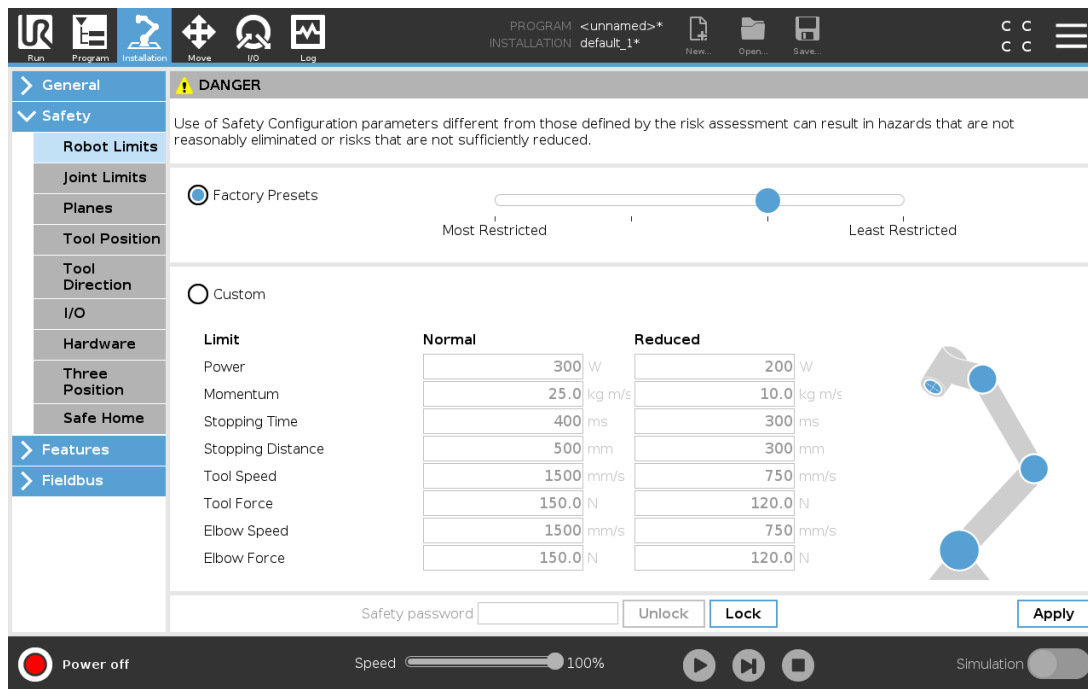 PROGRAM <unnamed>*
INSTALLATION default_1*
C C
C C
Run Program Installation Move I/O Log New... Open... Save...
General
Safety
Robot Limits
Joint Limits
Planes
Tool Position
Tool
Direction
I/O
Hardware
Three
Position
Safe Home
Features
Fieldbus
DANGER
Use of Safety Configuration parameters different from those defined by the risk assessment can result in hazards that are not
reasonably eliminated or risks that are not sufficiently reduced.
Factory Presets
Most Restricted Least Restricted
Custom
Limit Normal Reduced
Power 300 W 200 W
Momentum 25.0 kg m/s 10.0 kg m/s
Stopping Time 400 ms 300 ms
Stopping Distance 500 mm 300 mm
Tool Speed 1500 mm/s 750 mm/s
Tool Force 150.0 N 120.0 N
Elbow Speed 1500 mm/s 750 mm/s
Elbow Force 150.0 N 120.0 N
Safety password Unlock Lock Apply
Power off Speed 100% Simulation